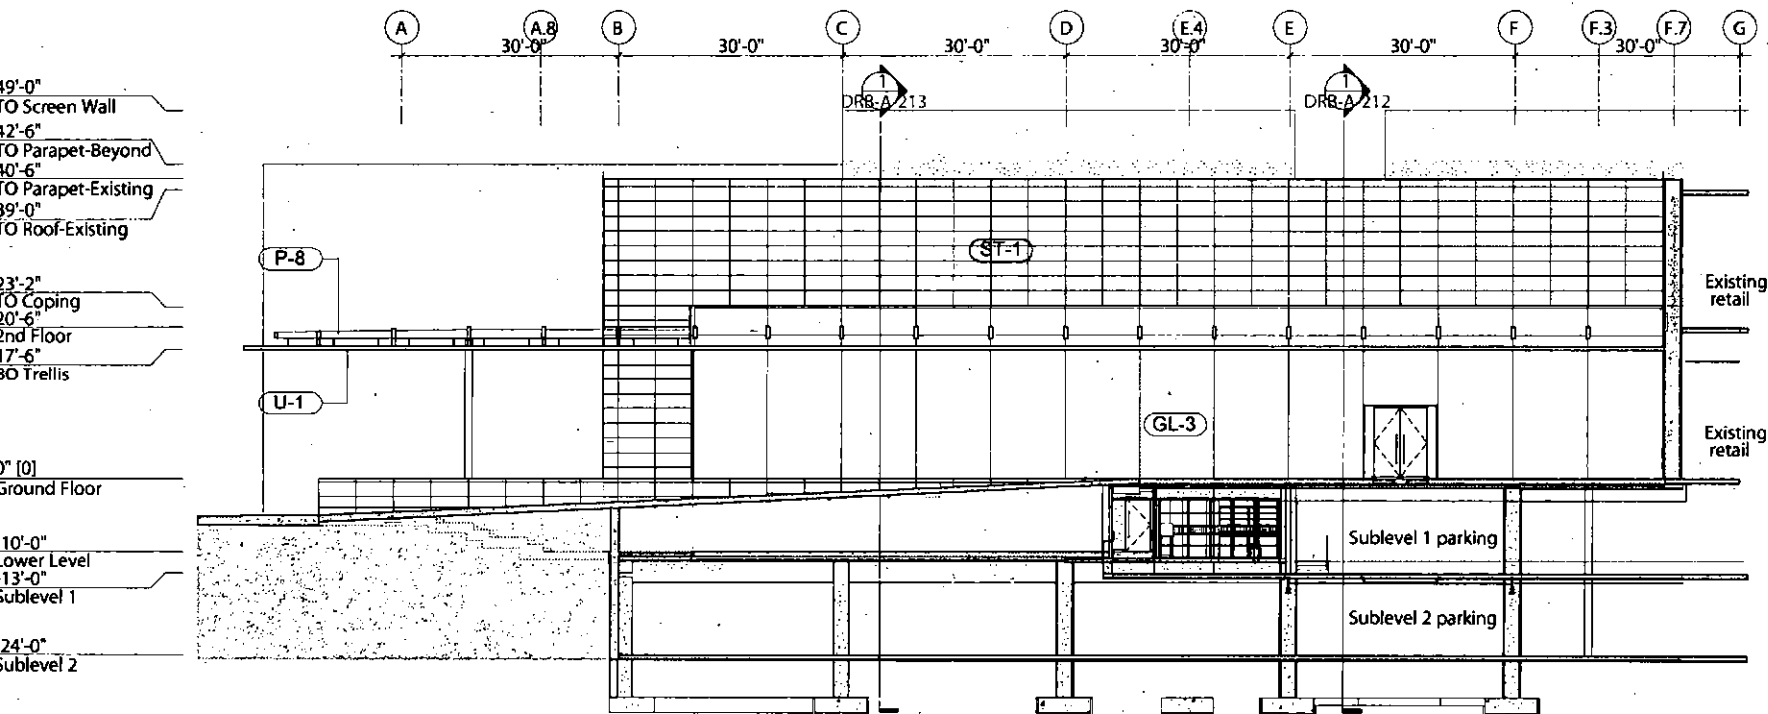 A A.8 B C D E.4 E F F.3 F.7 G
30'-0" 30'-0" 30'-0" 30'-0" 30'-0" 30'-0"
1 1
DRB-A-213 DRB-A-212
49'-0"
TO Screen Wall
42'-6"
TO Parapet-Beyond
40'-6"
TO Parapet-Existing
39'-0"
TO Roof-Existing
ST-1
P-8
23'-2"
TO Coping
Existing
retail
20'-6"
2nd Floor
17'-6"
BO Trellis
U-1
GL-3
Existing
retail
0" [0]
Ground Floor
Sublevel 1 parking
10'-0"
Lower Level
-13'-0"
Sublevel 1
Sublevel 2 parking
24'-0"
Sublevel 2